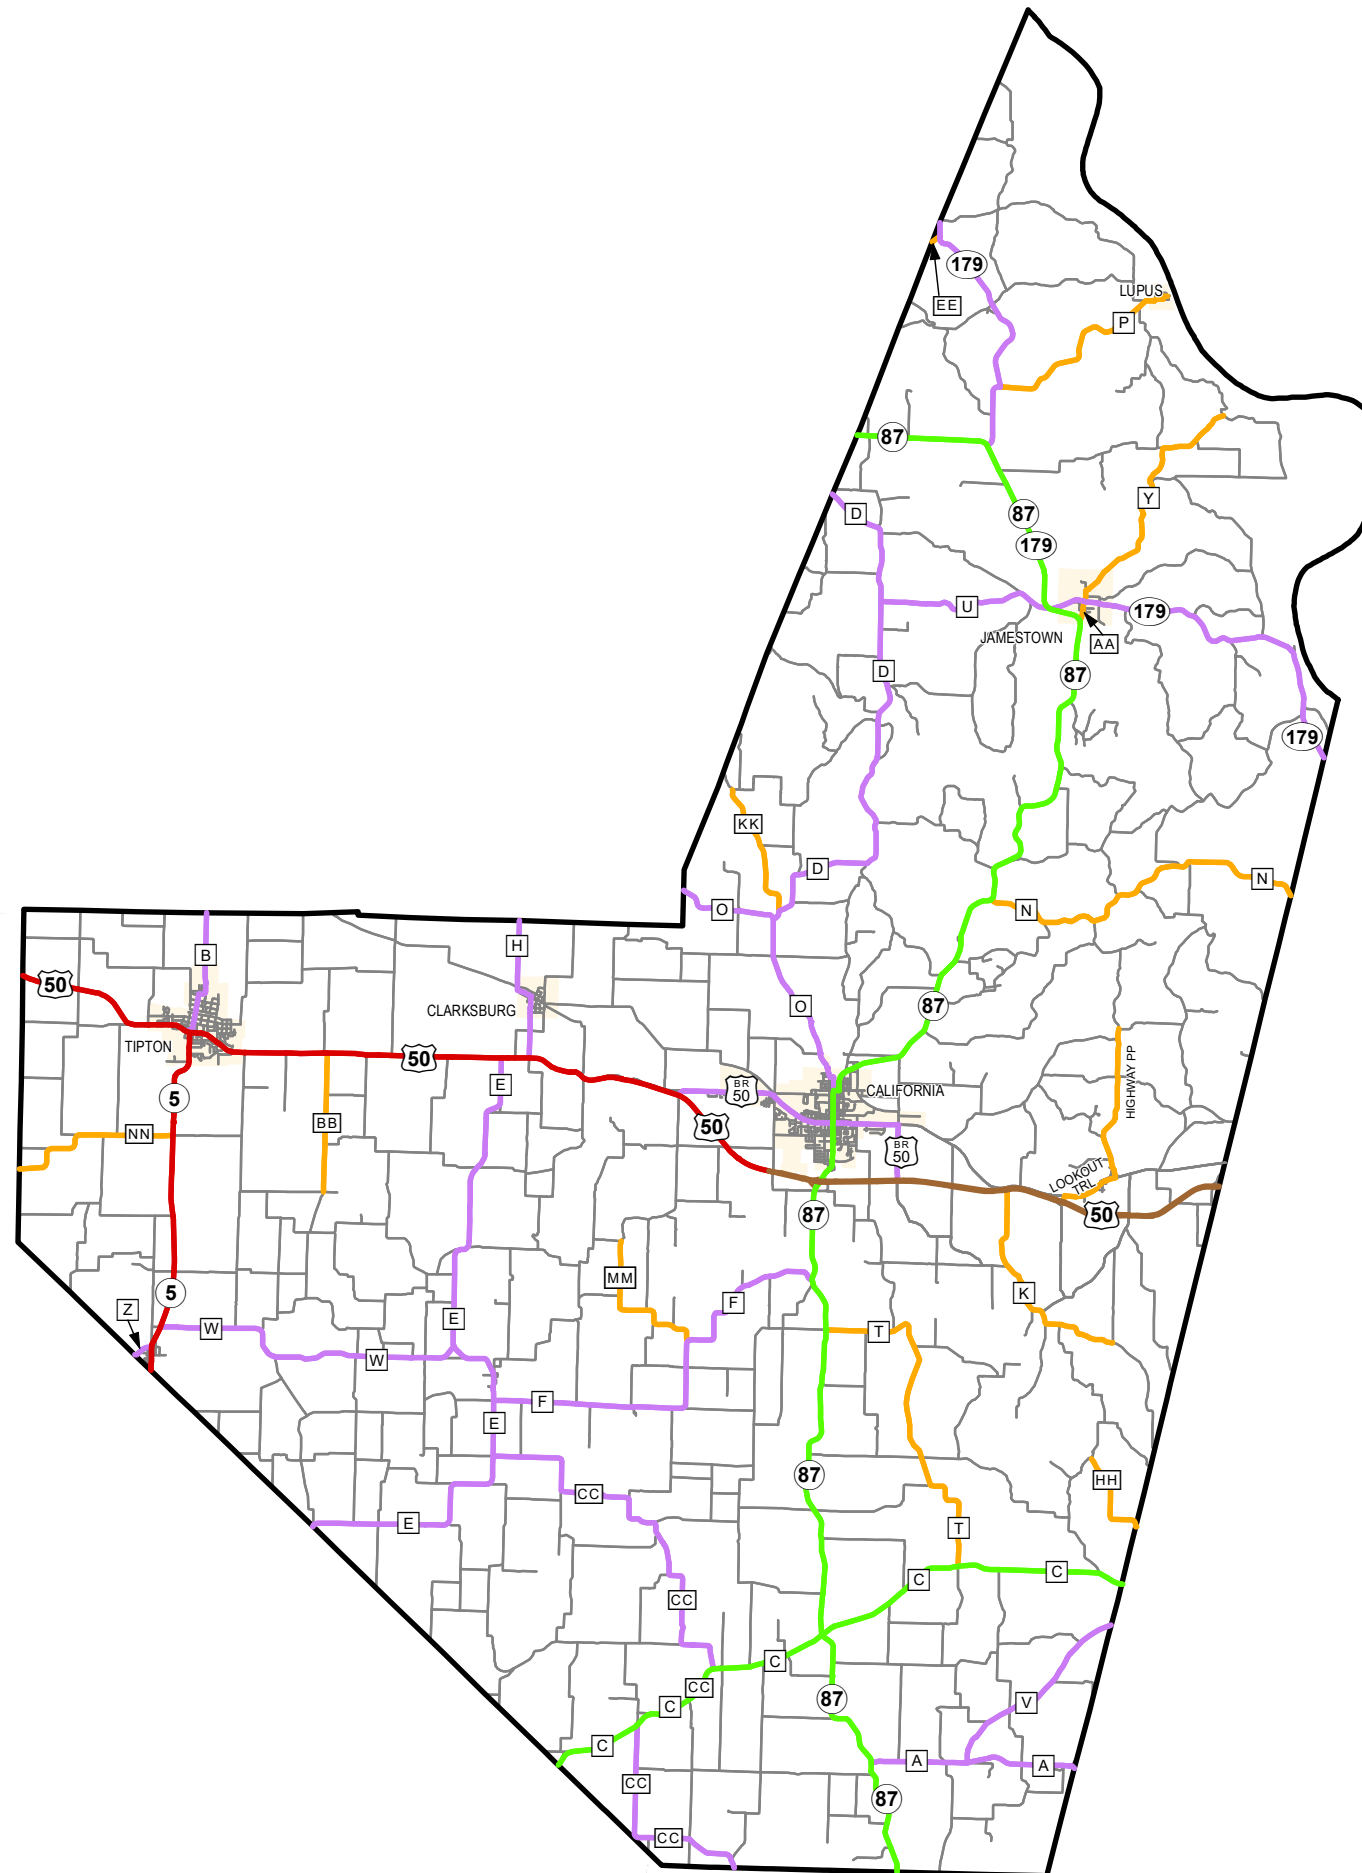 179
EE
LUPUS
P
87
D
87
Y
179
U
179
JAMESTOWN
AA
D
87
179
KK
D
N
O
N
H
B
50
CLARKSBURG
O
87
TIPTON
50
E
BR
50
CALIFORNIA
HIGHWAY PP
5
BB
50
NN
BR
50
LOOKOUT
TRL
87
50
MM
5
K
Z
F
W
E
T
W
F
E
87
HH
CC
E
T
C
C
CC
C
CC
87
C
V
C
A
A
CC
87
CC